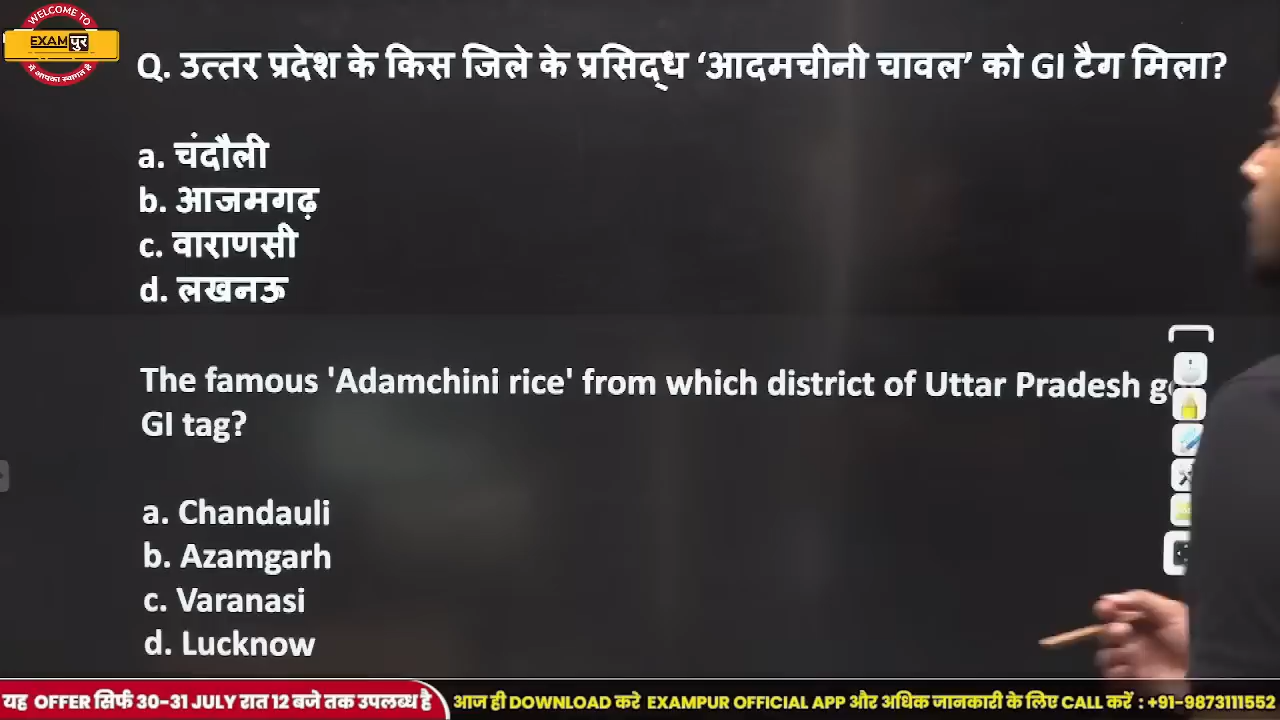 WELCOME TO
EXAMपुर
में आपका स्वागत है
Q. उत्तर प्रदेश के किस जिले के प्रसिद्ध ‘आदमचीनी चावल’ को GI टैग मिला?
a. चंदौली
b. आजमगढ़
c. वाराणसी
d. लखनऊ
The famous 'Adamchini rice' from which district of Uttar Pradesh
GI tag?
a. Chandauli
b. Azamgarh
c. Varanasi
d. Lucknow
यह OFFER सिर्फ 30-31 JULY रात 12 बजे तक उपलब्ध है
आज ही DOWNLOAD करे EXAMPUR OFFICIAL APP और अधिक जानकारी के लिए CALL करें : +91-9873111552